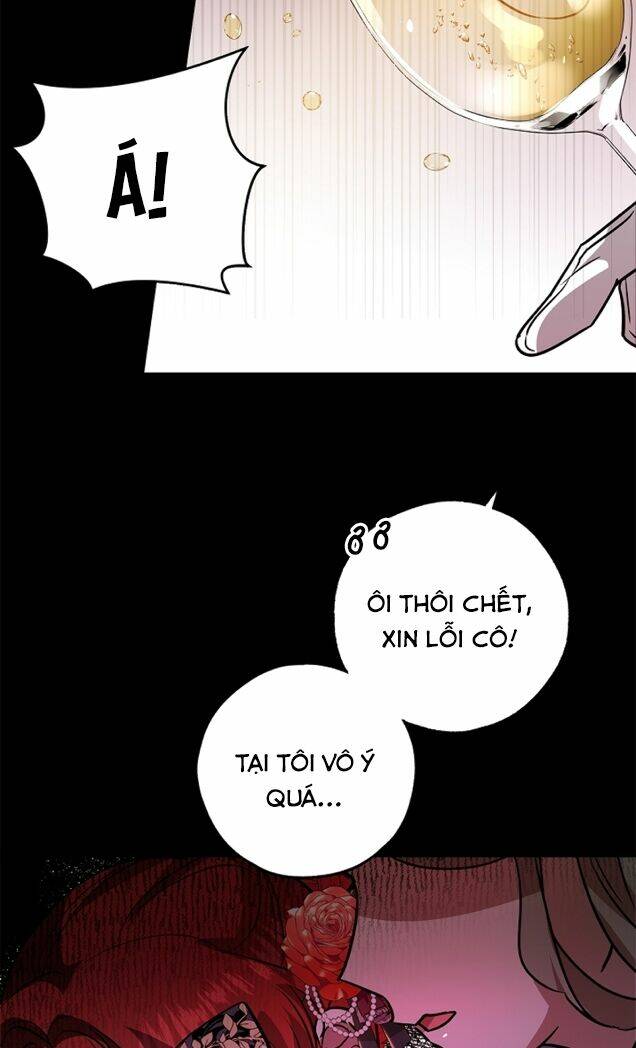 Á!
Ơ Ơ
ÔI THÔI CHẾT,
XIN LỖI CÔ!
TẠI TÔI VÔ Ý
QUÁ...